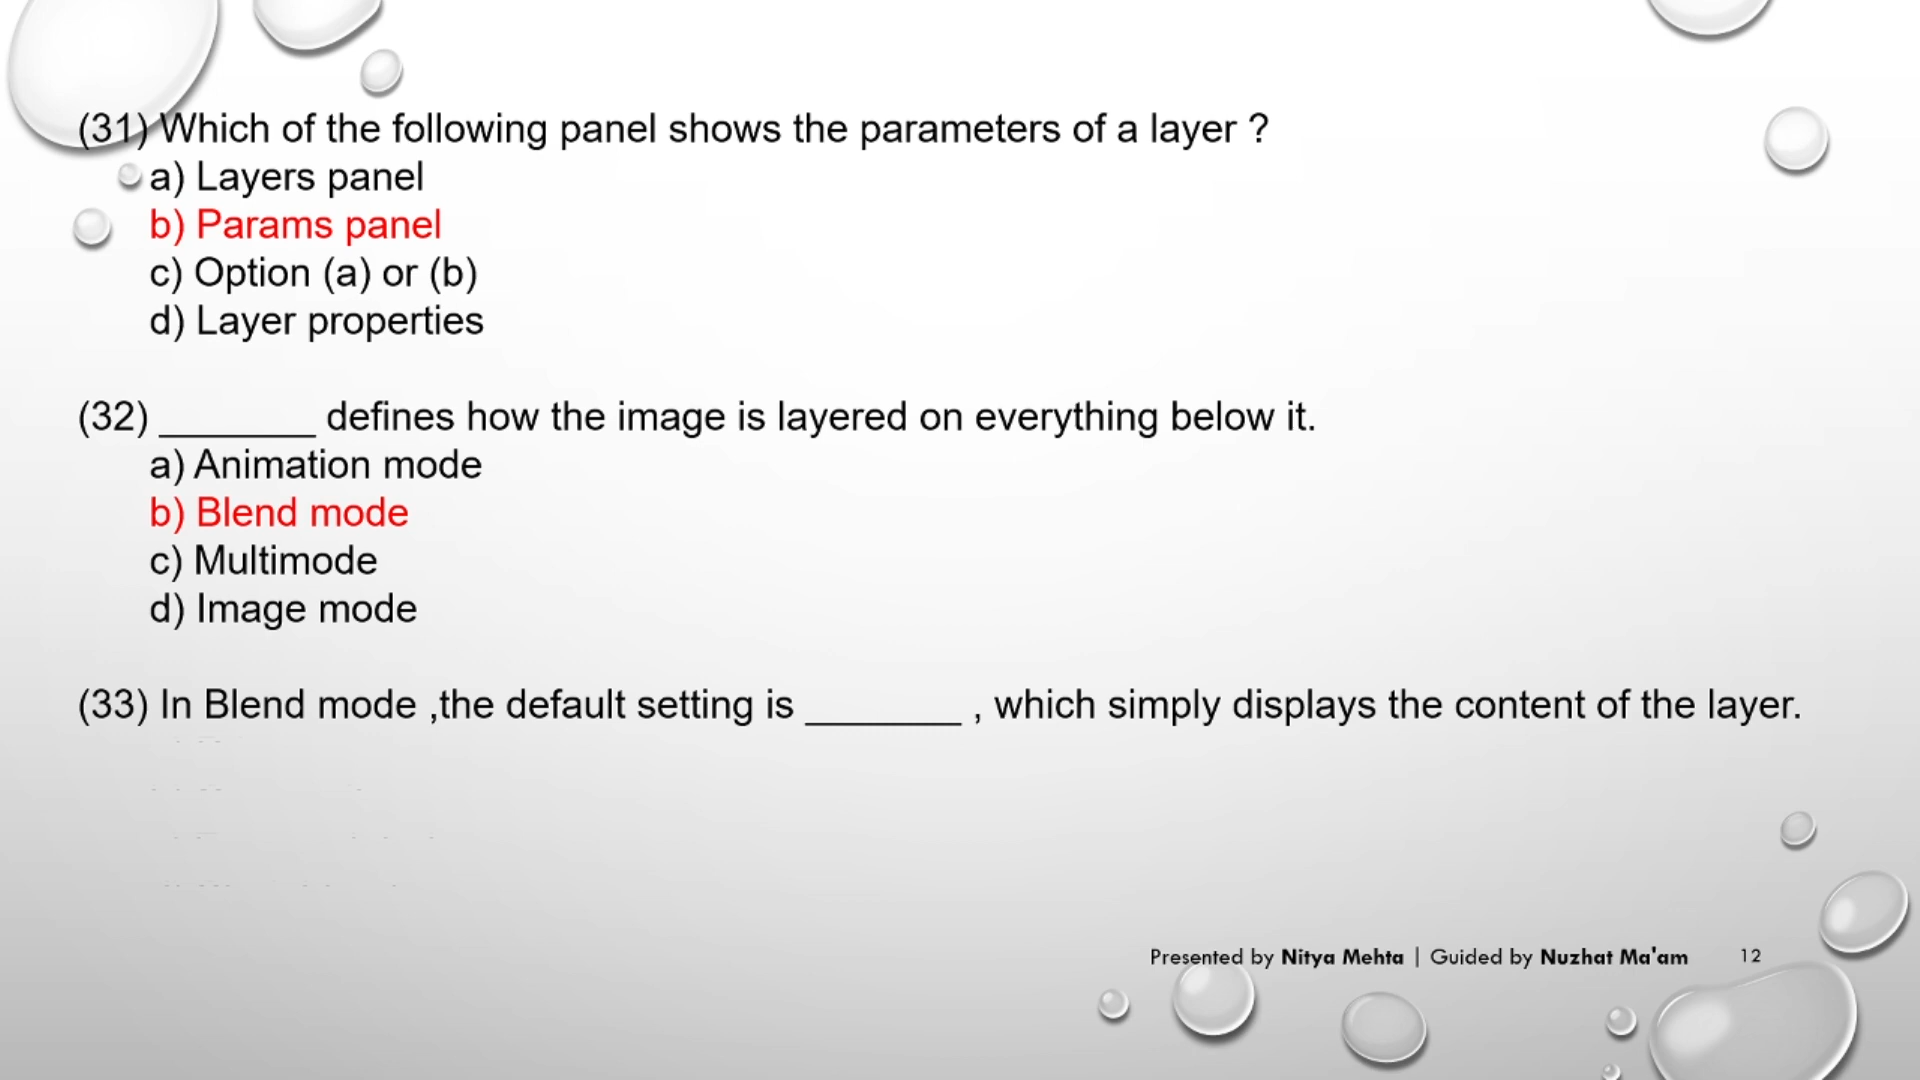 (31) Which of the following panel shows the parameters of a layer ?
a) Layers panel
b) Params panel
c) Option (a) or (b)
d) Layer properties
(32) _______ defines how the image is layered on everything below it.
a) Animation mode
b) Blend mode
c) Multimode
d) Image mode
(33) In Blend mode ,the default setting is _______ , which simply displays the content of the layer.
Presented by Nitya Mehta | Guided by Nuzhat Ma'am 12